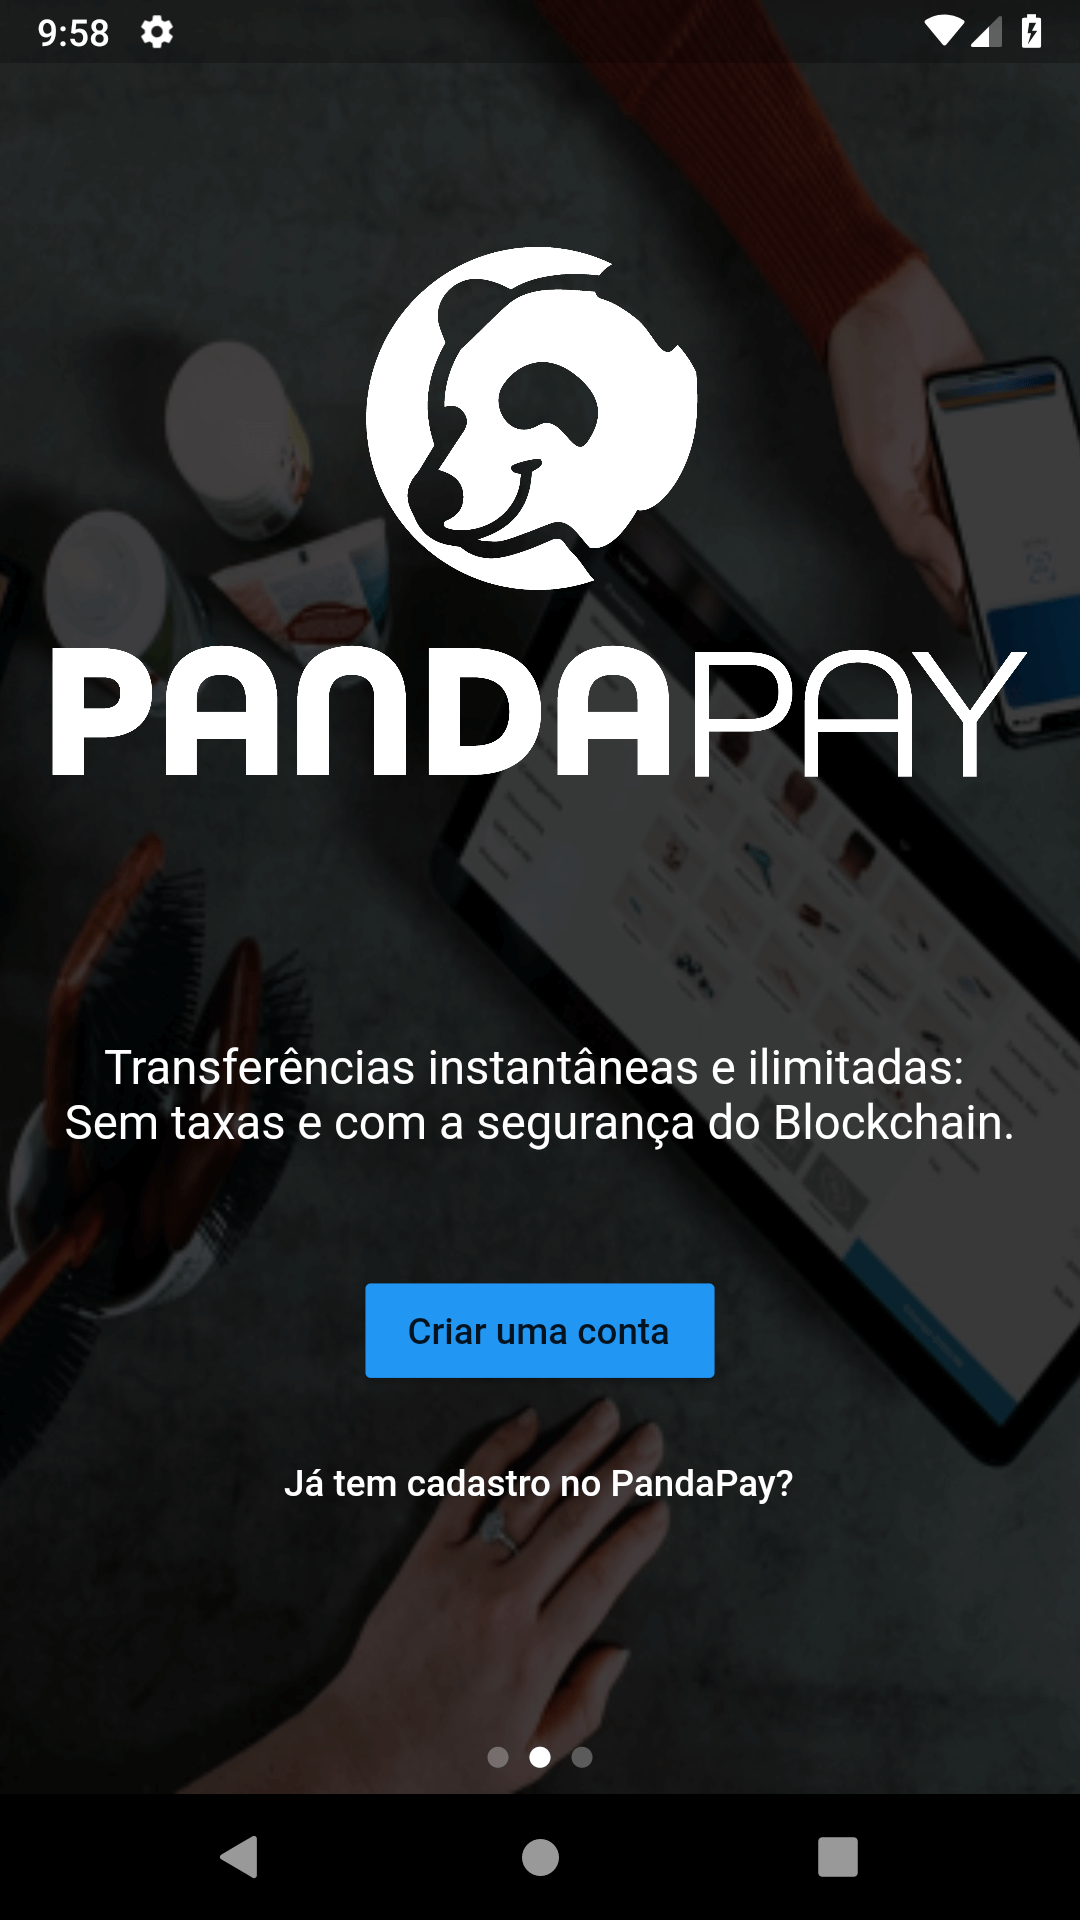 9:58
PANDAPAY
Transferências instantâneas e ilimitadas:
Sem taxas e com a segurança do Blockchain.
Criar uma conta
Já tem cadastro no PandaPay?